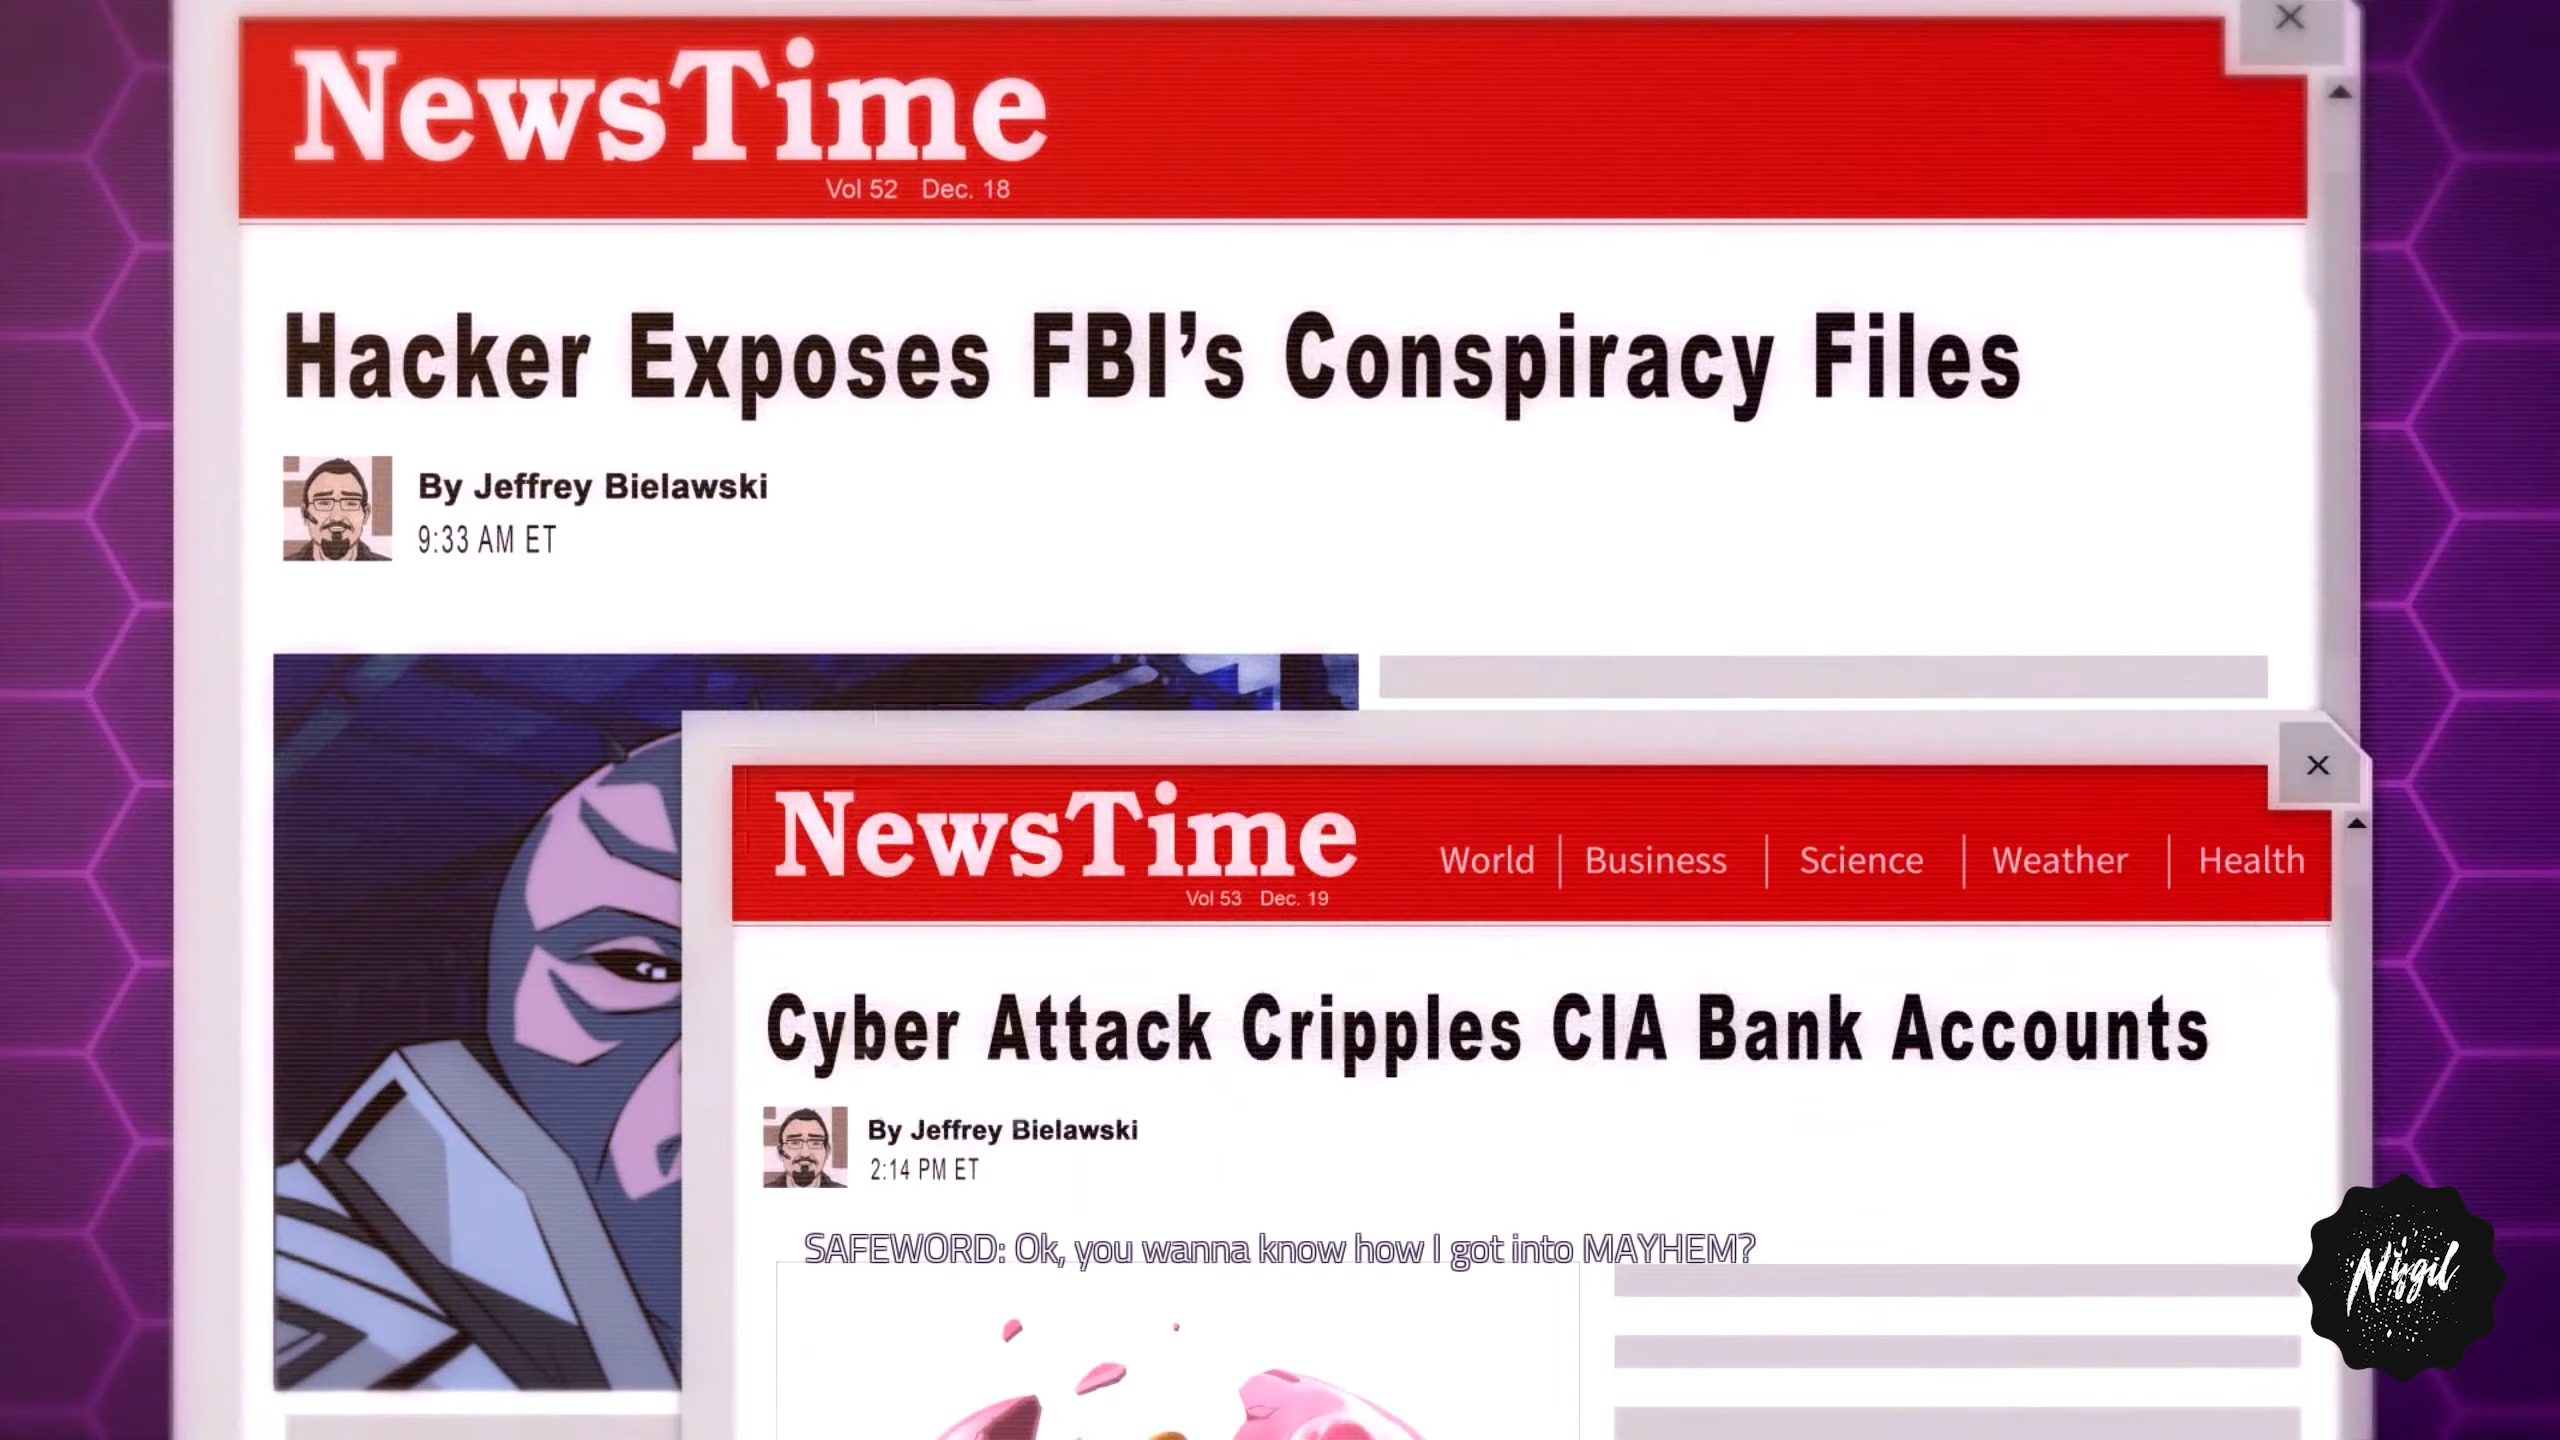 NewsTime
Vol 52 Dec. 18
Hacker Exposes FBI's Conspiracy Files
By Jeffrey Bielawski
9:33 AM ET
NewsTime
World | Business | Science | Weather | Health
Vol 53 Dec. 19
Cyber Attack Cripples CIA Bank Accounts
By Jeffrey Bielawski
2:14 PM ET
SAFEWORD: Ok, you wanna know how I got into MAYHEM?